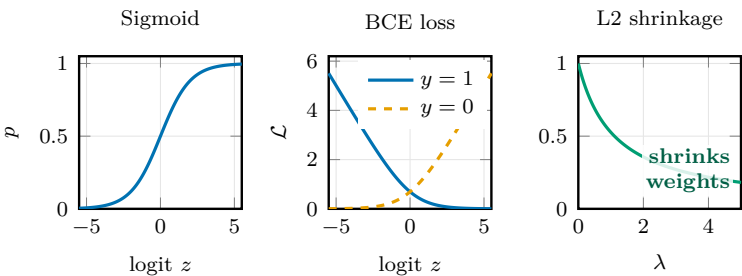 Sigmoid
1
0.5
0
−5
0
5
p
logit z
BCE loss
6
4
2
0
−5
0
5
ℒ
logit z
y = 1
y = 0
L2 shrinkage
1
0.5
0
0
2
4
λ
shrinks
weights